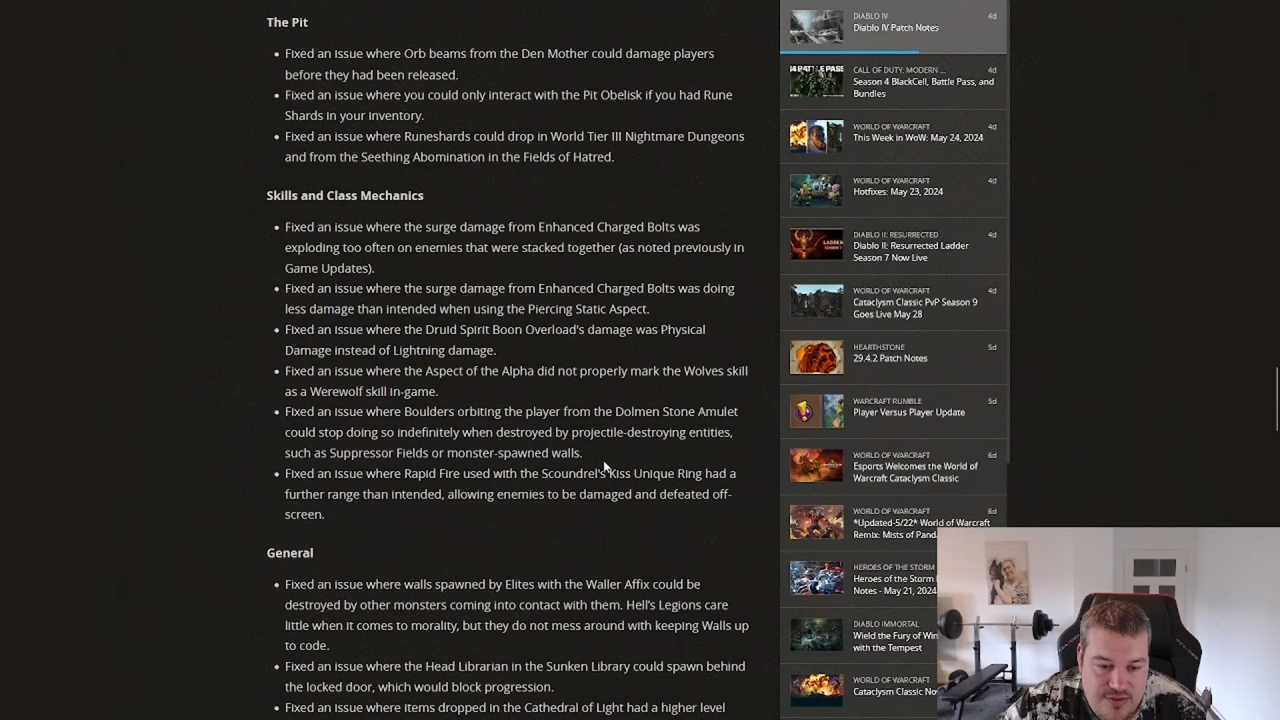 The Pit
• Fixed an issue where Orb beams from the Den Mother could damage players
before they had been released.
• Fixed an issue where you could only interact with the Pit Obelisk if you had Rune
Shards in your inventory.
• Fixed an issue where Runeshards could drop in World Tier III Nightmare Dungeons
and from the Seething Abomination in the Fields of Hatred.
Skills and Class Mechanics
• Fixed an issue where the surge damage from Enhanced Charged Bolts was
exploding too often on enemies that were stacked together (as noted previously in
Game Updates).
• Fixed an issue where the surge damage from Enhanced Charged Bolts was doing
less damage than intended when using the Piercing Static Aspect.
• Fixed an issue where the Druid Spirit Boon Overload's damage was Physical
Damage instead of Lightning damage.
• Fixed an issue where the Aspect of the Alpha did not properly mark the Wolves skill
as a Werewolf skill in-game.
• Fixed an issue where Boulders orbiting the player from the Dolmen Stone Amulet
could stop doing so indefinitely when destroyed by projectile-destroying entities,
such as Suppressor Fields or monster-spawned walls.
• Fixed an issue where Rapid Fire used with the Scoundrel's Kiss Unique Ring had a
further range than intended, allowing enemies to be damaged and defeated off-
screen.
General
• Fixed an issue where walls spawned by Elites with the Waller Affix could be
destroyed by other monsters coming into contact with them. Hell's Legions care
little when it comes to morality, but they do not mess around with keeping Walls up
to code.
• Fixed an issue where the Head Librarian in the Sunken Library could spawn behind
the locked door, which would block progression.
• Fixed an issue where items dropped in the Cathedral of Light had a higher level
DIABLO IV 4d
Diablo IV Patch Notes
BATTLE PASS
CALL OF DUTY: MODERN ... 4d
Season 4 BlackCell, Battle Pass, and
Bundles
WORLD OF WARCRAFT 4d
This Week in WoW: May 24, 2024
WORLD OF WARCRAFT 4d
Hotfixes: May 23, 2024
LADDER
DIABLO II: RESURRECTED 4d
Diablo II: Resurrected Ladder
Season 7 Now Live
WORLD OF WARCRAFT 4d
Cataclysm Classic PvP Season 9
Goes Live May 28
HEARTHSTONE 5d
29.4.2 Patch Notes
WARCRAFT RUMBLE 5d
Player Versus Player Update
WORLD OF WARCRAFT 6d
Esports Welcomes the World of
Warcraft Cataclysm Classic
WORLD OF WARCRAFT 6d
*Updated-5/22* World of Warcraft
Remix: Mists of Panda
HEROES OF THE STORM
Heroes of the Storm
Notes - May 21, 2024
DIABLO IMMORTAL
Wield the Fury of Win
with the Tempest
WORLD OF WARCRAFT
Cataclysm Classic No